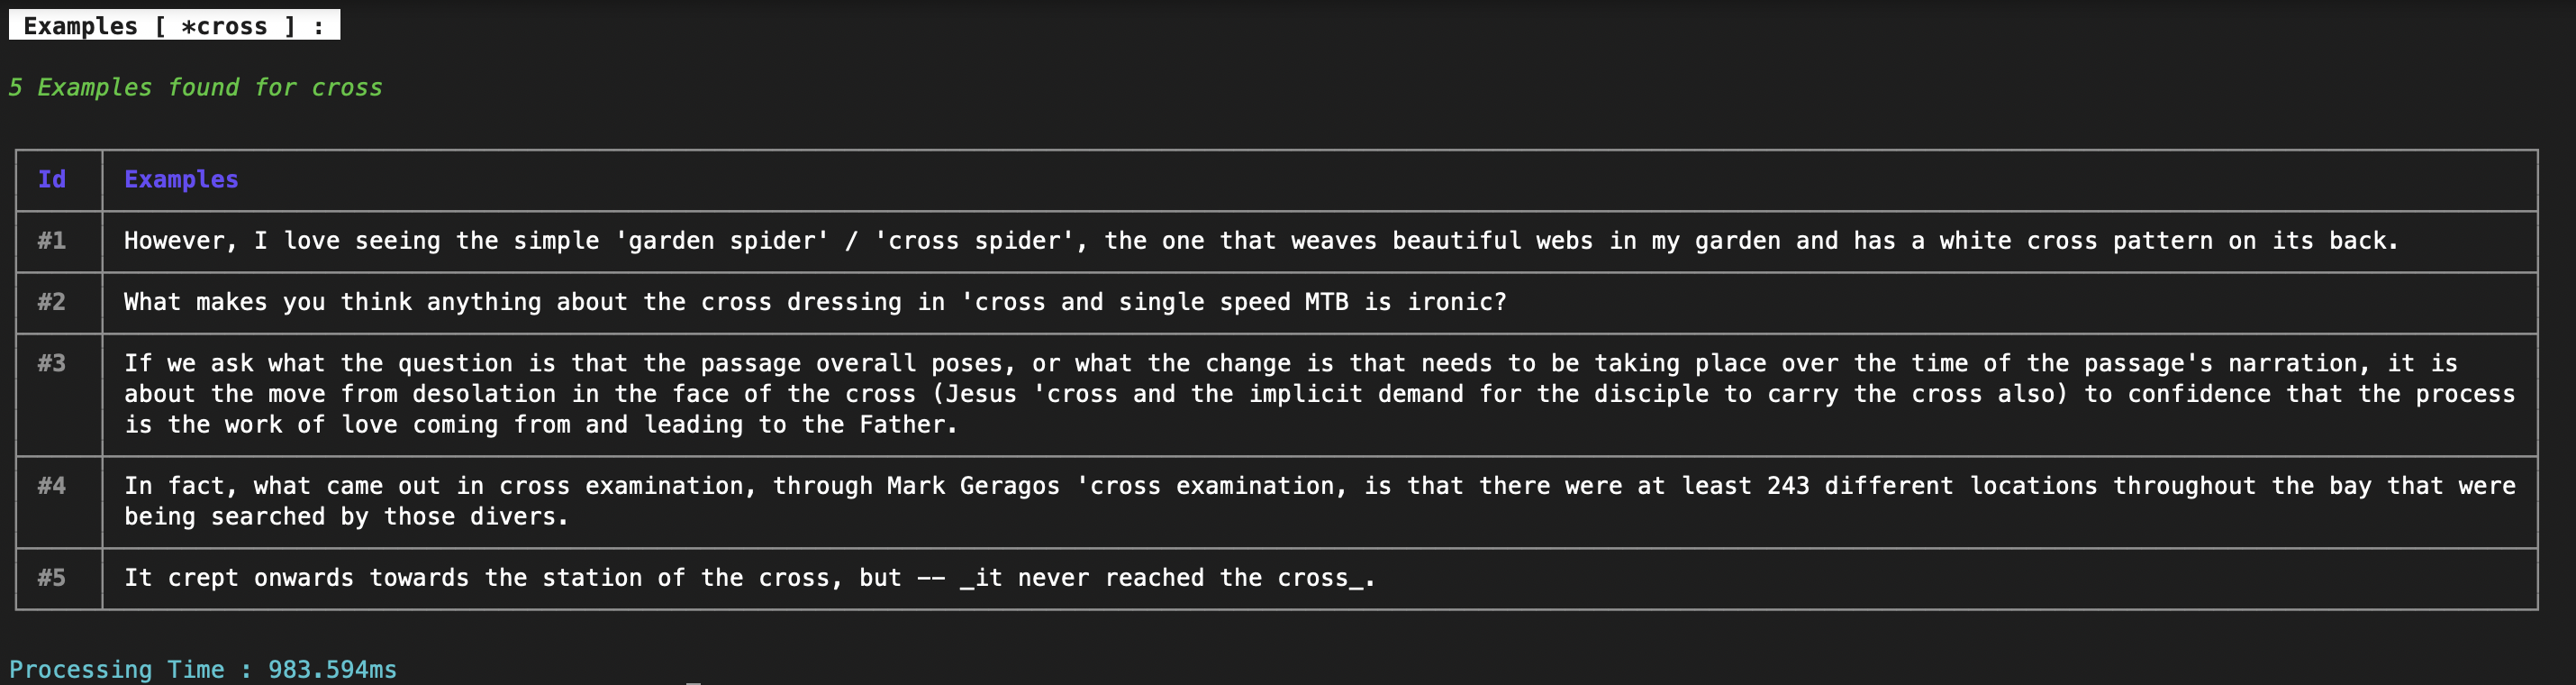 Examples [ *cross ] :
5 Examples found for cross
Id Examples
#1 However, I love seeing the simple 'garden spider' / 'cross spider', the one that weaves beautiful webs in my garden and has a white cross pattern on its back.
#2 What makes you think anything about the cross dressing in 'cross and single speed MTB is ironic?
#3 If we ask what the question is that the passage overall poses, or what the change is that needs to be taking place over the time of the passage's narration, it is
about the move from desolation in the face of the cross (Jesus 'cross and the implicit demand for the disciple to carry the cross also) to confidence that the process
is the work of love coming from and leading to the Father.
#4 In fact, what came out in cross examination, through Mark Geragos 'cross examination, is that there were at least 243 different locations throughout the bay that were
being searched by those divers.
#5 It crept onwards towards the station of the cross, but -- _it never reached the cross_.
Processing Time : 983.594ms